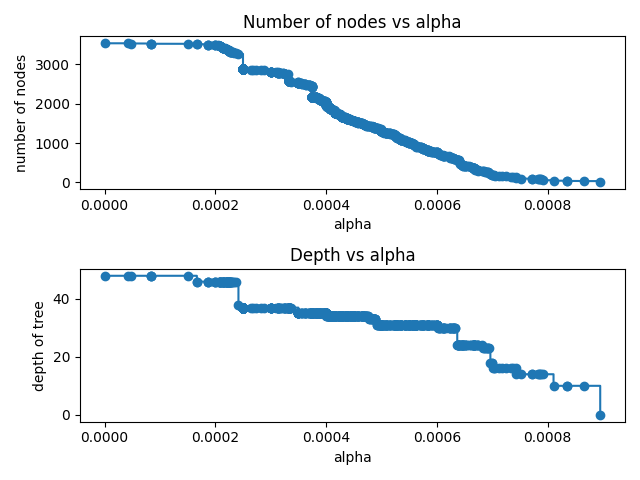 Number of nodes vs alpha
number of nodes
3000
2000
1000
0
0.0000 0.0002 0.0004 0.0006 0.0008
alpha
Depth vs alpha
depth of tree
40
20
0
0.0000 0.0002 0.0004 0.0006 0.0008
alpha